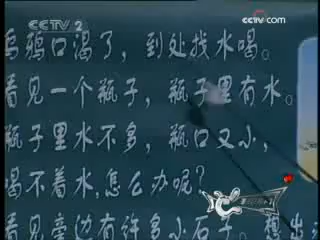 CCTV 2
CCTV.com
乌鸦口渴了，到处找水喝。
看见一个瓶子，瓶子里有水。
瓶子里水不多，瓶口又小，
喝不着水，怎么办呢？
看见旁边有许多小石子。想出